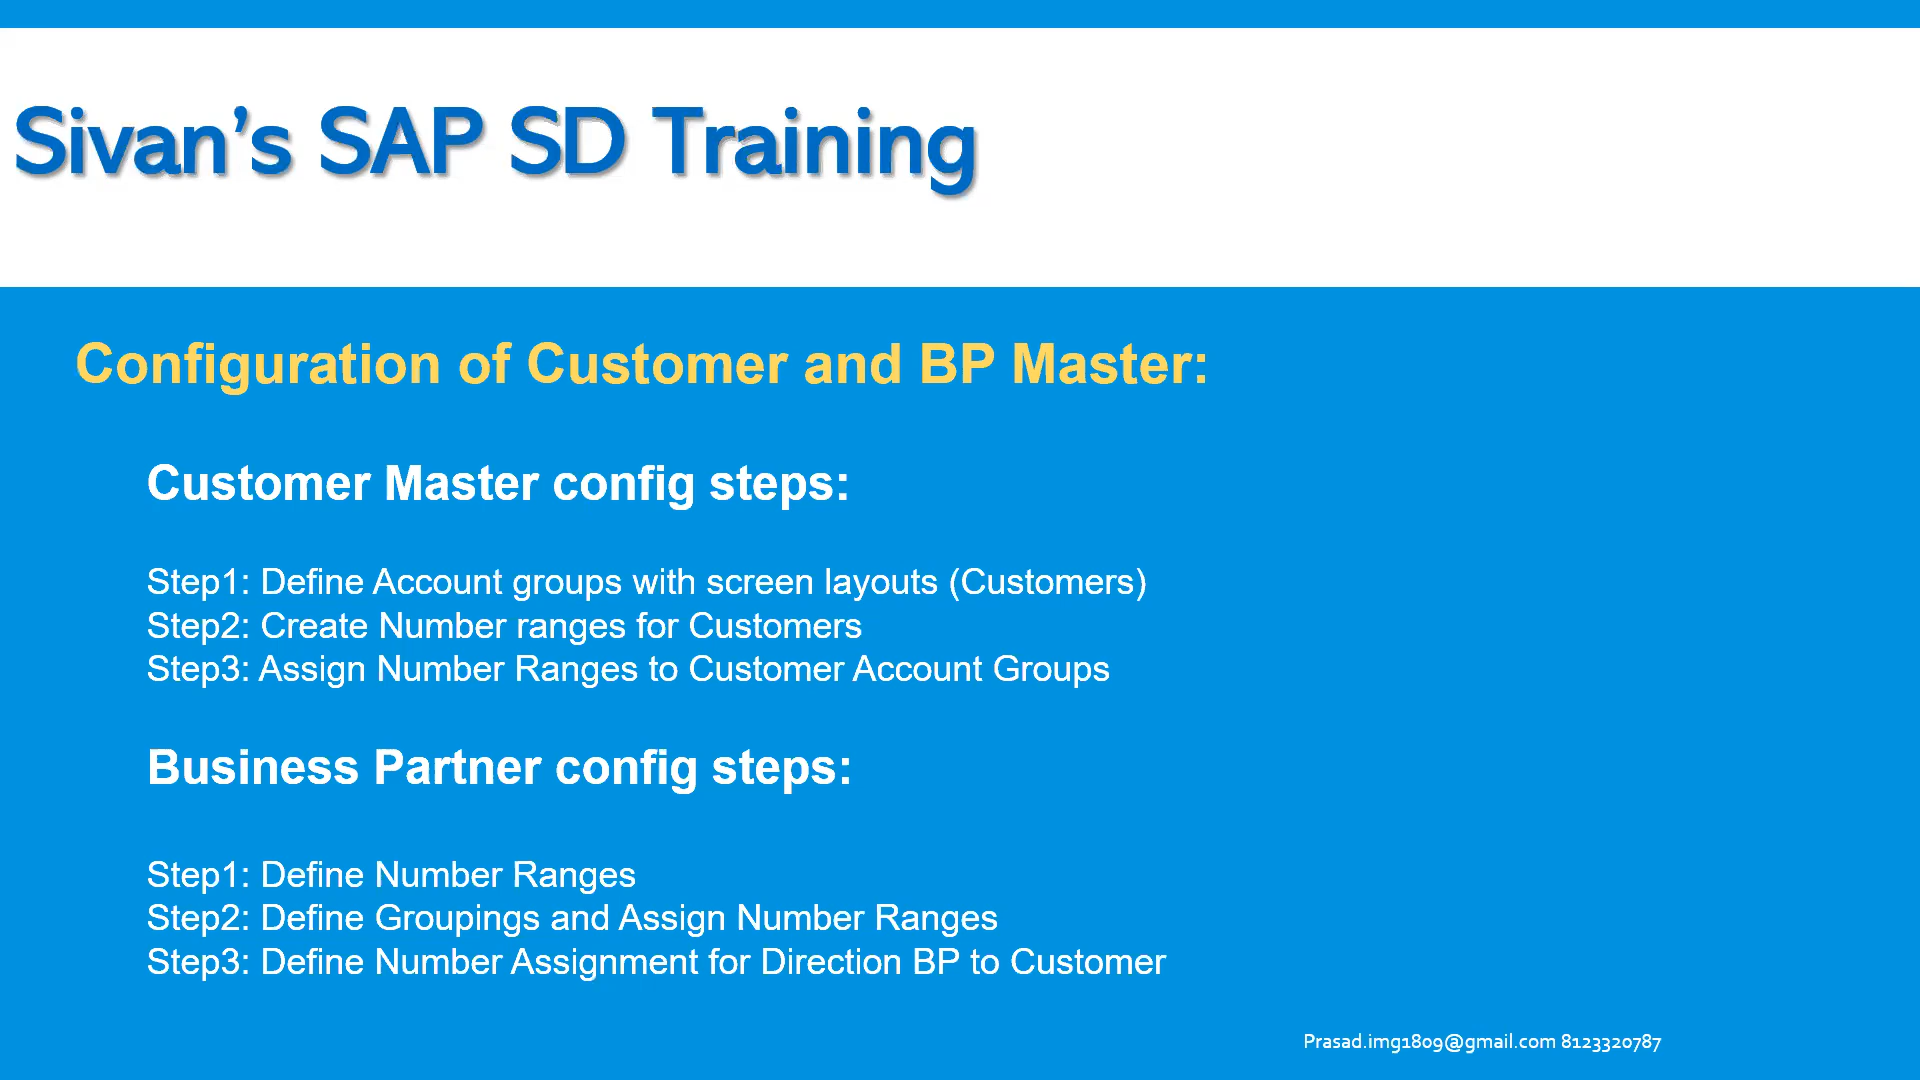 Sivan’s SAP SD Training
Configuration of Customer and BP Master:
Customer Master config steps:
Step1: Define Account groups with screen layouts (Customers)
Step2: Create Number ranges for Customers
Step3: Assign Number Ranges to Customer Account Groups
Business Partner config steps:
Step1: Define Number Ranges
Step2: Define Groupings and Assign Number Ranges
Step3: Define Number Assignment for Direction BP to Customer
Prasad.img1809@gmail.com 8123320787